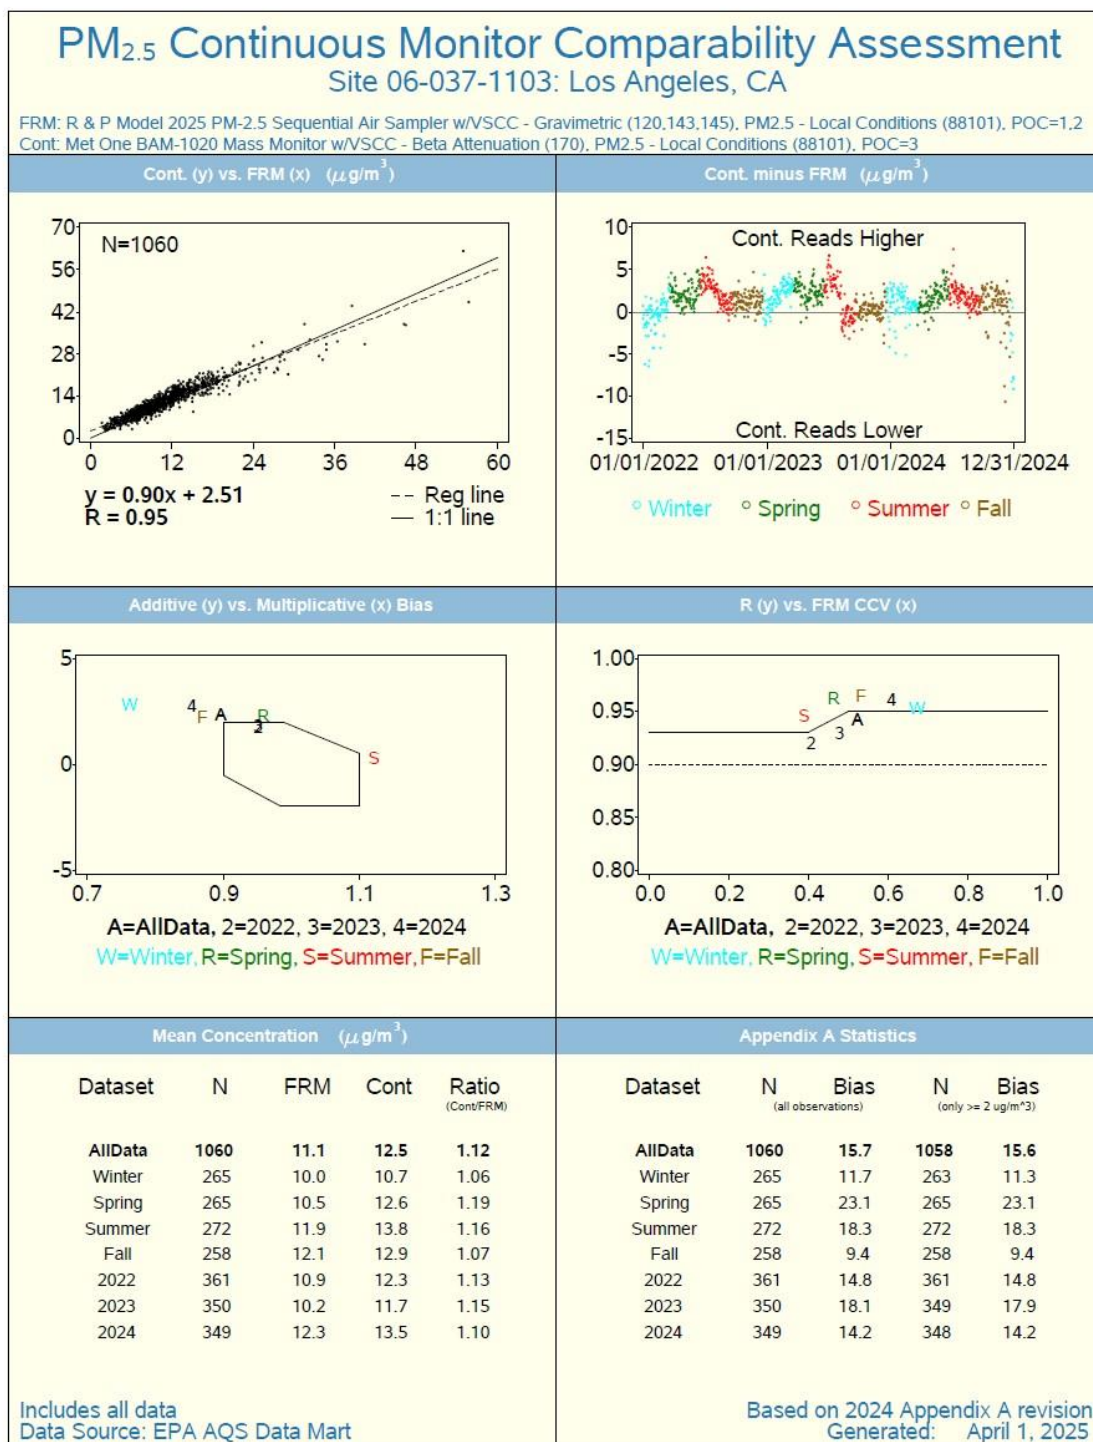 PM2.5 Continuous Monitor Comparability Assessment
Site 06-037-1103: Los Angeles, CA
FRM: R & P Model 2025 PM-2.5 Sequential Air Sampler w/VSCC - Gravimetric (120,143,145), PM2.5 - Local Conditions (88101), POC=1,2
Cont: Met One BAM-1020 Mass Monitor w/VSCC - Beta Attenuation (170), PM2.5 - Local Conditions (88101), POC=3
Cont. (y) vs. FRM (x) (μg/m3)
N=1060
70
56
42
28
14
0
0 12 24 36 48 60
y = 0.90x + 2.51
R = 0.95
-- Reg line
— 1:1 line
Cont. minus FRM (μg/m3)
Cont. Reads Higher
10
5
0
-5
-10
-15
Cont. Reads Lower
01/01/2022 01/01/2023 01/01/2024 12/31/2024
Winter Spring Summer Fall
Additive (y) vs. Multiplicative (x) Bias
5
0
-5
W 4 F A R 2 S
0.7 0.9 1.1 1.3
A=AllData, 2=2022, 3=2023, 4=2024
W=Winter, R=Spring, S=Summer, F=Fall
R (y) vs. FRM CCV (x)
1.00
0.95
0.90
0.85
0.80
S 2 R 3 F A 4 W
0.0 0.2 0.4 0.6 0.8 1.0
A=AllData, 2=2022, 3=2023, 4=2024
W=Winter, R=Spring, S=Summer, F=Fall
Mean Concentration (μg/m3)
Dataset N FRM Cont Ratio
(Cont/FRM)
AllData 1060 11.1 12.5 1.12
Winter 265 10.0 10.7 1.06
Spring 265 10.5 12.6 1.19
Summer 272 11.9 13.8 1.16
Fall 258 12.1 12.9 1.07
2022 361 10.9 12.3 1.13
2023 350 10.2 11.7 1.15
2024 349 12.3 13.5 1.10
Appendix A Statistics
Dataset N Bias N Bias
(all observations) (only >= 2 ug/m^3)
AllData 1060 15.7 1058 15.6
Winter 265 11.7 263 11.3
Spring 265 23.1 265 23.1
Summer 272 18.3 272 18.3
Fall 258 9.4 258 9.4
2022 361 14.8 361 14.8
2023 350 18.1 349 17.9
2024 349 14.2 348 14.2
Includes all data
Data Source: EPA AQS Data Mart
Based on 2024 Appendix A revision
Generated: April 1, 2025